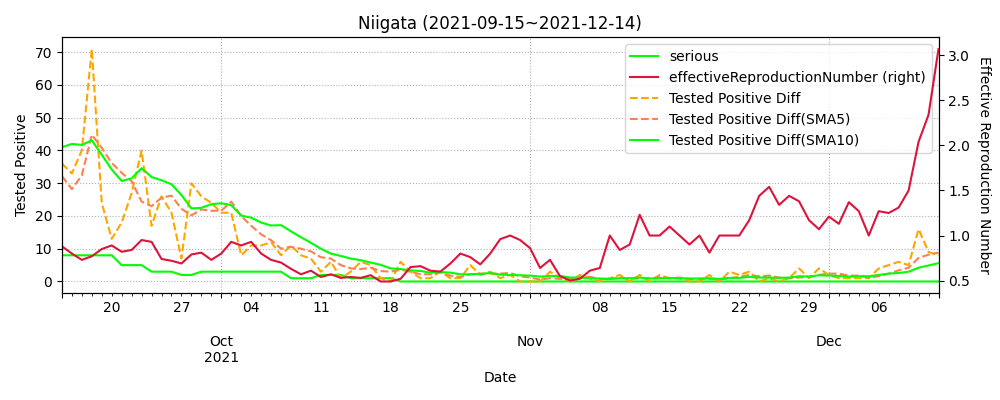 Niigata (2021-09-15~2021-12-14)
serious
effectiveReproductionNumber (right)
Tested Positive Diff
Tested Positive Diff(SMA5)
Tested Positive Diff(SMA10)
Tested Positive
70
60
50
40
30
20
10
0
3.0
2.5
2.0
1.5
1.0
0.5
Effective Reproduction Number
20 27 04 11 18 25 08 15 22 29 06
Oct Nov Dec
2021
Date